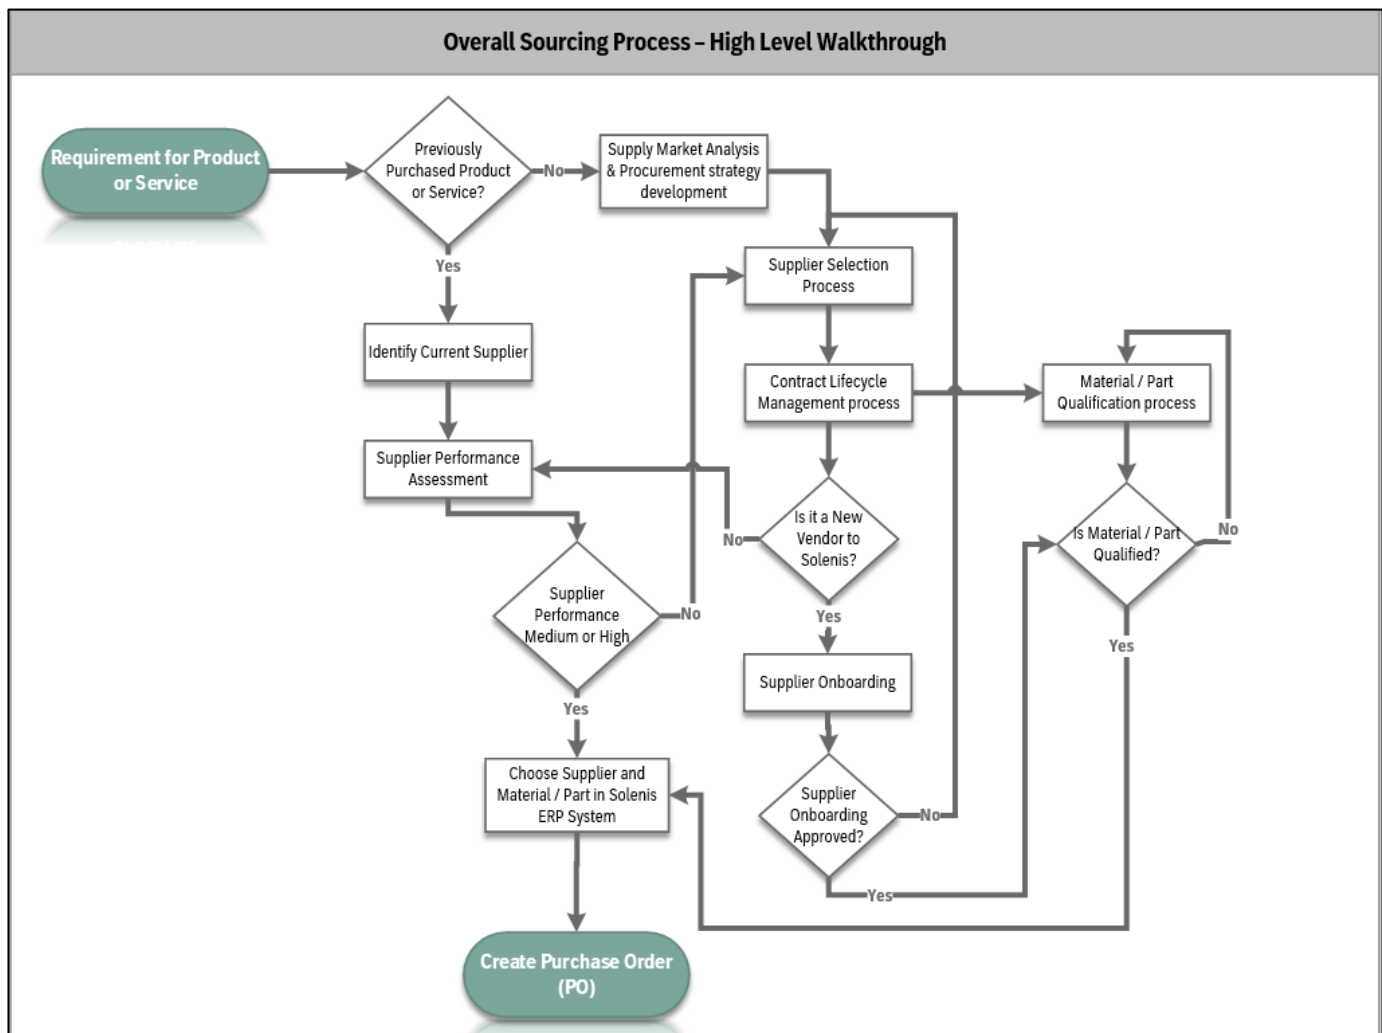 Overall Sourcing Process – High Level Walkthrough
Requirement for Product
or Service
Previously
Purchased Product
or Service?
No
Supply Market Analysis
& Procurement strategy
development
Yes
Supplier Selection
Process
Identify Current Supplier
Contract Lifecycle
Management process
Material / Part
Qualification process
Supplier Performance
Assessment
Is it a New
Vendor to
Solenis?
No
Is Material / Part
Qualified?
No
Supplier
Performance
Medium or High
No
Yes
Yes
Supplier Onboarding
Yes
Choose Supplier and
Material / Part in Solenis
ERP System
Supplier
Onboarding
Approved?
No
Yes
Create Purchase Order
(PO)